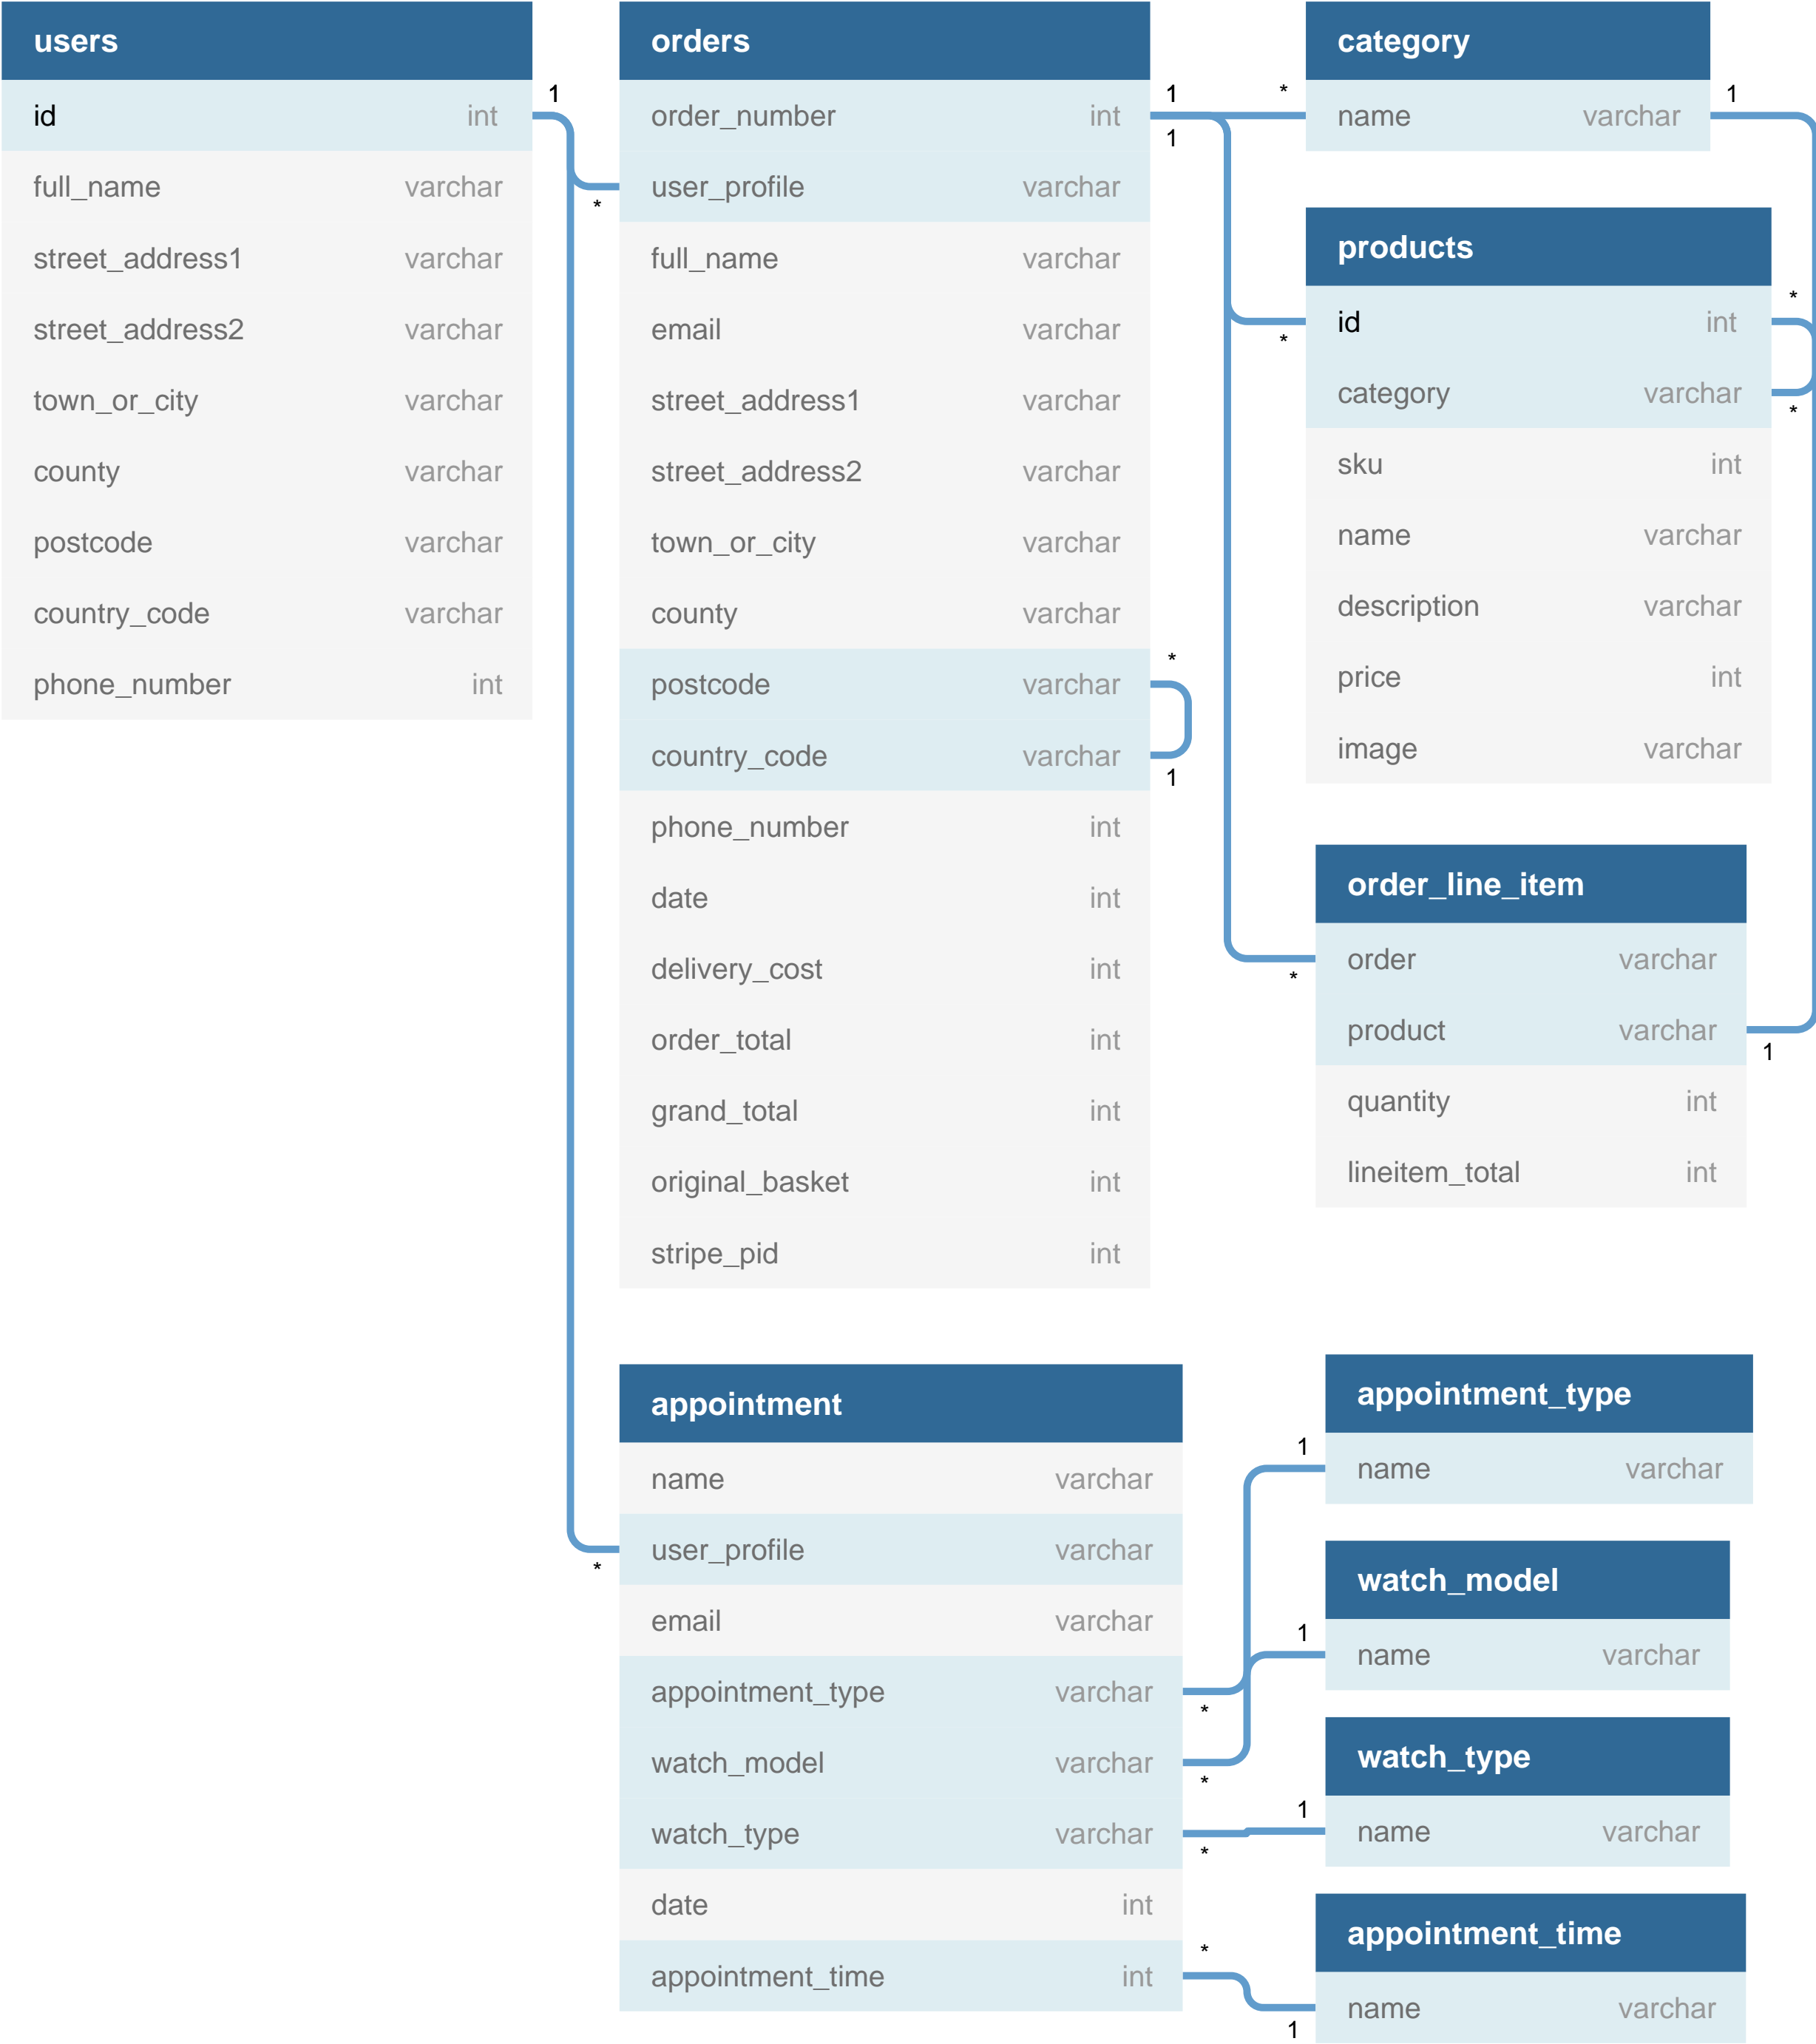 users
id int
full_name varchar
street_address1 varchar
street_address2 varchar
town_or_city varchar
county varchar
postcode varchar
country_code varchar
phone_number int
1
*
orders
order_number int
user_profile varchar
full_name varchar
email varchar
street_address1 varchar
street_address2 varchar
town_or_city varchar
county varchar
postcode varchar
country_code varchar
phone_number int
date int
delivery_cost int
order_total int
grand_total int
original_basket int
stripe_pid int
1
1
*
1
*
category
name varchar
1
*
products
id int
category varchar
sku int
name varchar
description varchar
price int
image varchar
*
*
*
order_line_item
order varchar
product varchar
quantity int
lineitem_total int
1
*
appointment
name varchar
user_profile varchar
email varchar
appointment_type varchar
watch_model varchar
watch_type varchar
date int
appointment_time int
*
*
*
*
1
appointment_type
name varchar
1
watch_model
name varchar
1
watch_type
name varchar
1
appointment_time
name varchar